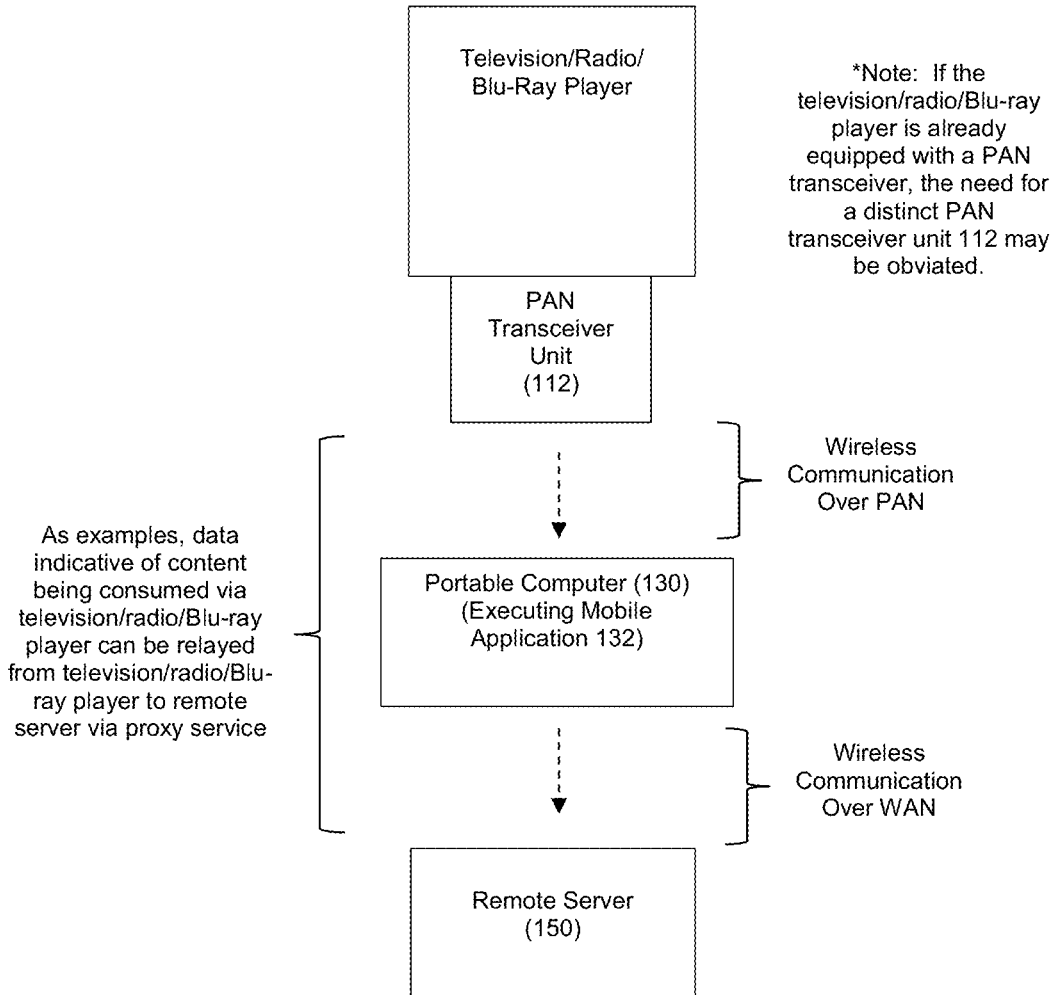 Television/Radio/
Blu-Ray Player
*Note: If the
television/radio/Blu-ray
player is already
equipped with a PAN
transceiver, the need for
a distinct PAN
transceiver unit 112 may
be obviated.
PAN
Transceiver
Unit
(112)
Wireless
Communication
Over PAN
As examples, data
indicative of content
being consumed via
television/radio/Blu-ray
player can be relayed
from television/radio/Blu-
ray player to remote
server via proxy service
Portable Computer (130)
(Executing Mobile
Application 132)
Wireless
Communication
Over WAN
Remote Server
(150)